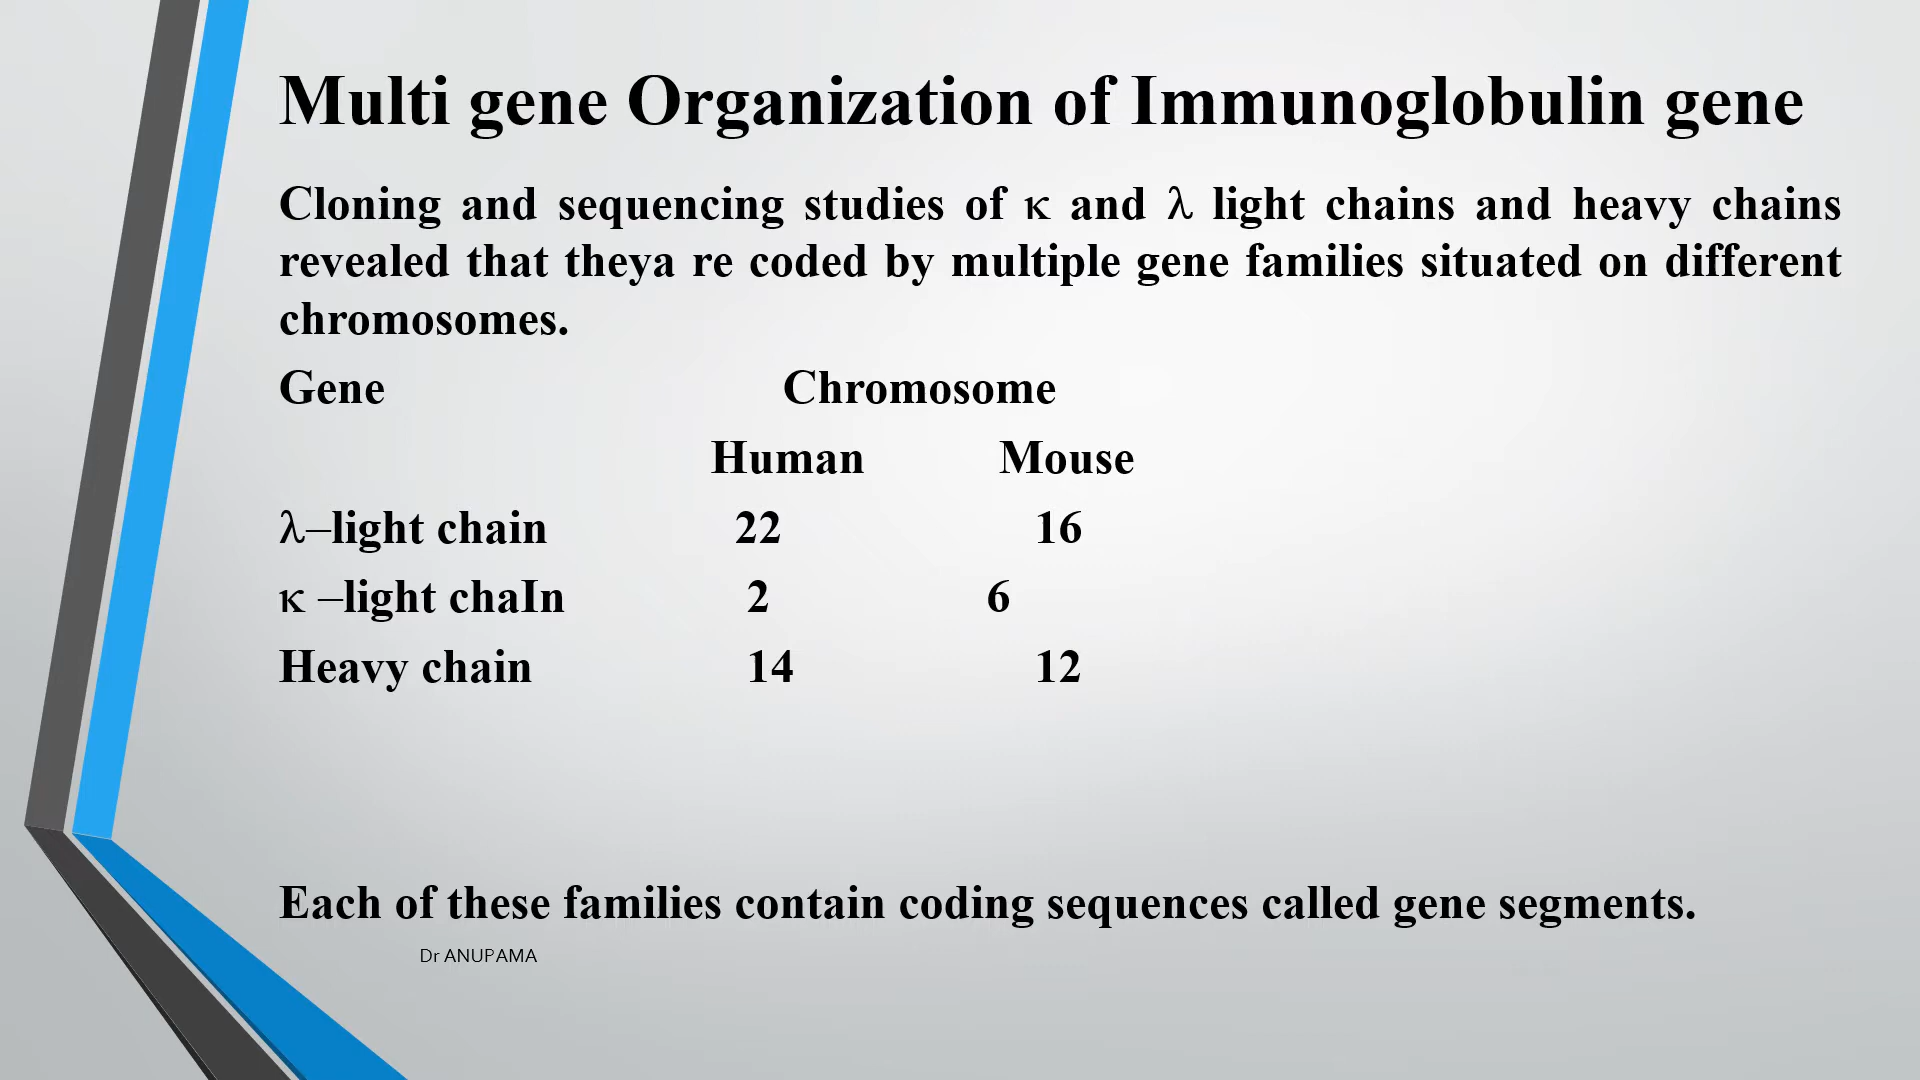 Multi gene Organization of Immunoglobulin gene
Cloning and sequencing studies of κ and λ light chains and heavy chains
revealed that theya re coded by multiple gene families situated on different
chromosomes.
Gene Chromosome
Human Mouse
λ–light chain 22 16
κ –light chaIn 2 6
Heavy chain 14 12
Each of these families contain coding sequences called gene segments.
Dr ANUPAMA